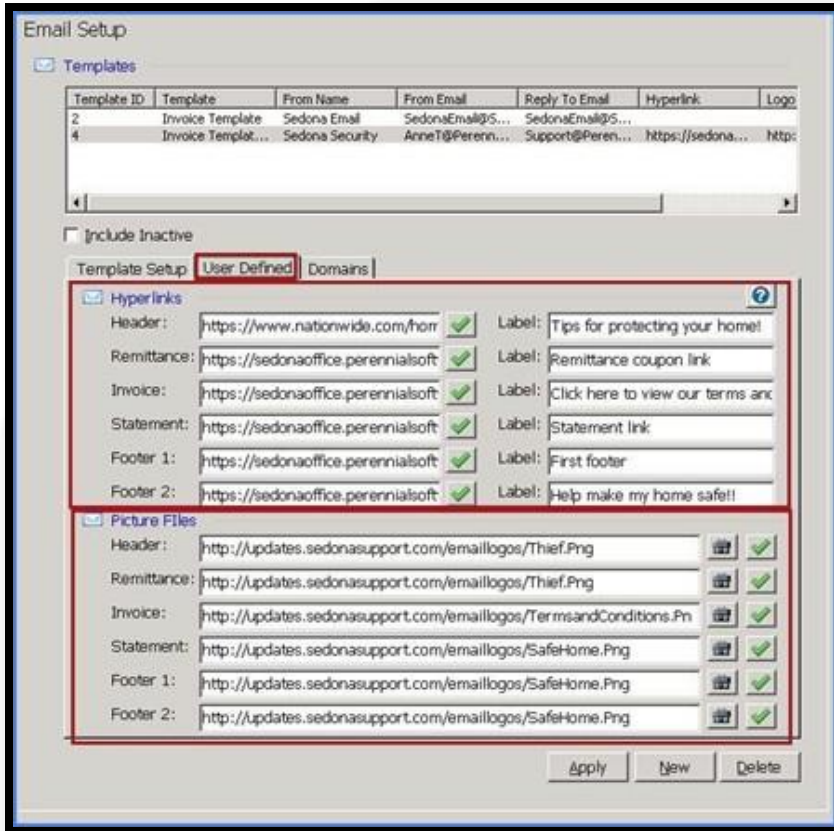 Email Setup
Templates
Template ID Template From Name From Email Reply To Email Hyperlink Logo
2 Invoice Template Sedona Email SedonaEmail@S... SedonaEmail@S...
4 Invoice Templat... Sedona Security AnneT@Perenn... Support@Peren... https://sedona... http:
Include Inactive
Template Setup User Defined Domains
Hyperlinks ?
Header: https://www.nationwide.com/hom Label: Tips for protecting your home!
Remittance: https://sedonaoffice.perennialsoft Label: Remittance coupon link
Invoice: https://sedonaoffice.perennialsoft Label: Click here to view our terms and
Statement: https://sedonaoffice.perennialsoft Label: Statement link
Footer 1: https://sedonaoffice.perennialsoft Label: First footer
Footer 2: https://sedonaoffice.perennialsoft Label: Help make my home safe!!
Picture FIles
Header: http://updates.sedonasupport.com/emaillogos/Thief.Png
Remittance: http://updates.sedonasupport.com/emaillogos/Thief.Png
Invoice: http://updates.sedonasupport.com/emaillogos/TermsandConditions.Pn
Statement: http://updates.sedonasupport.com/emaillogos/SafeHome.Png
Footer 1: http://updates.sedonasupport.com/emaillogos/SafeHome.Png
Footer 2: http://updates.sedonasupport.com/emaillogos/SafeHome.Png
Apply New Delete